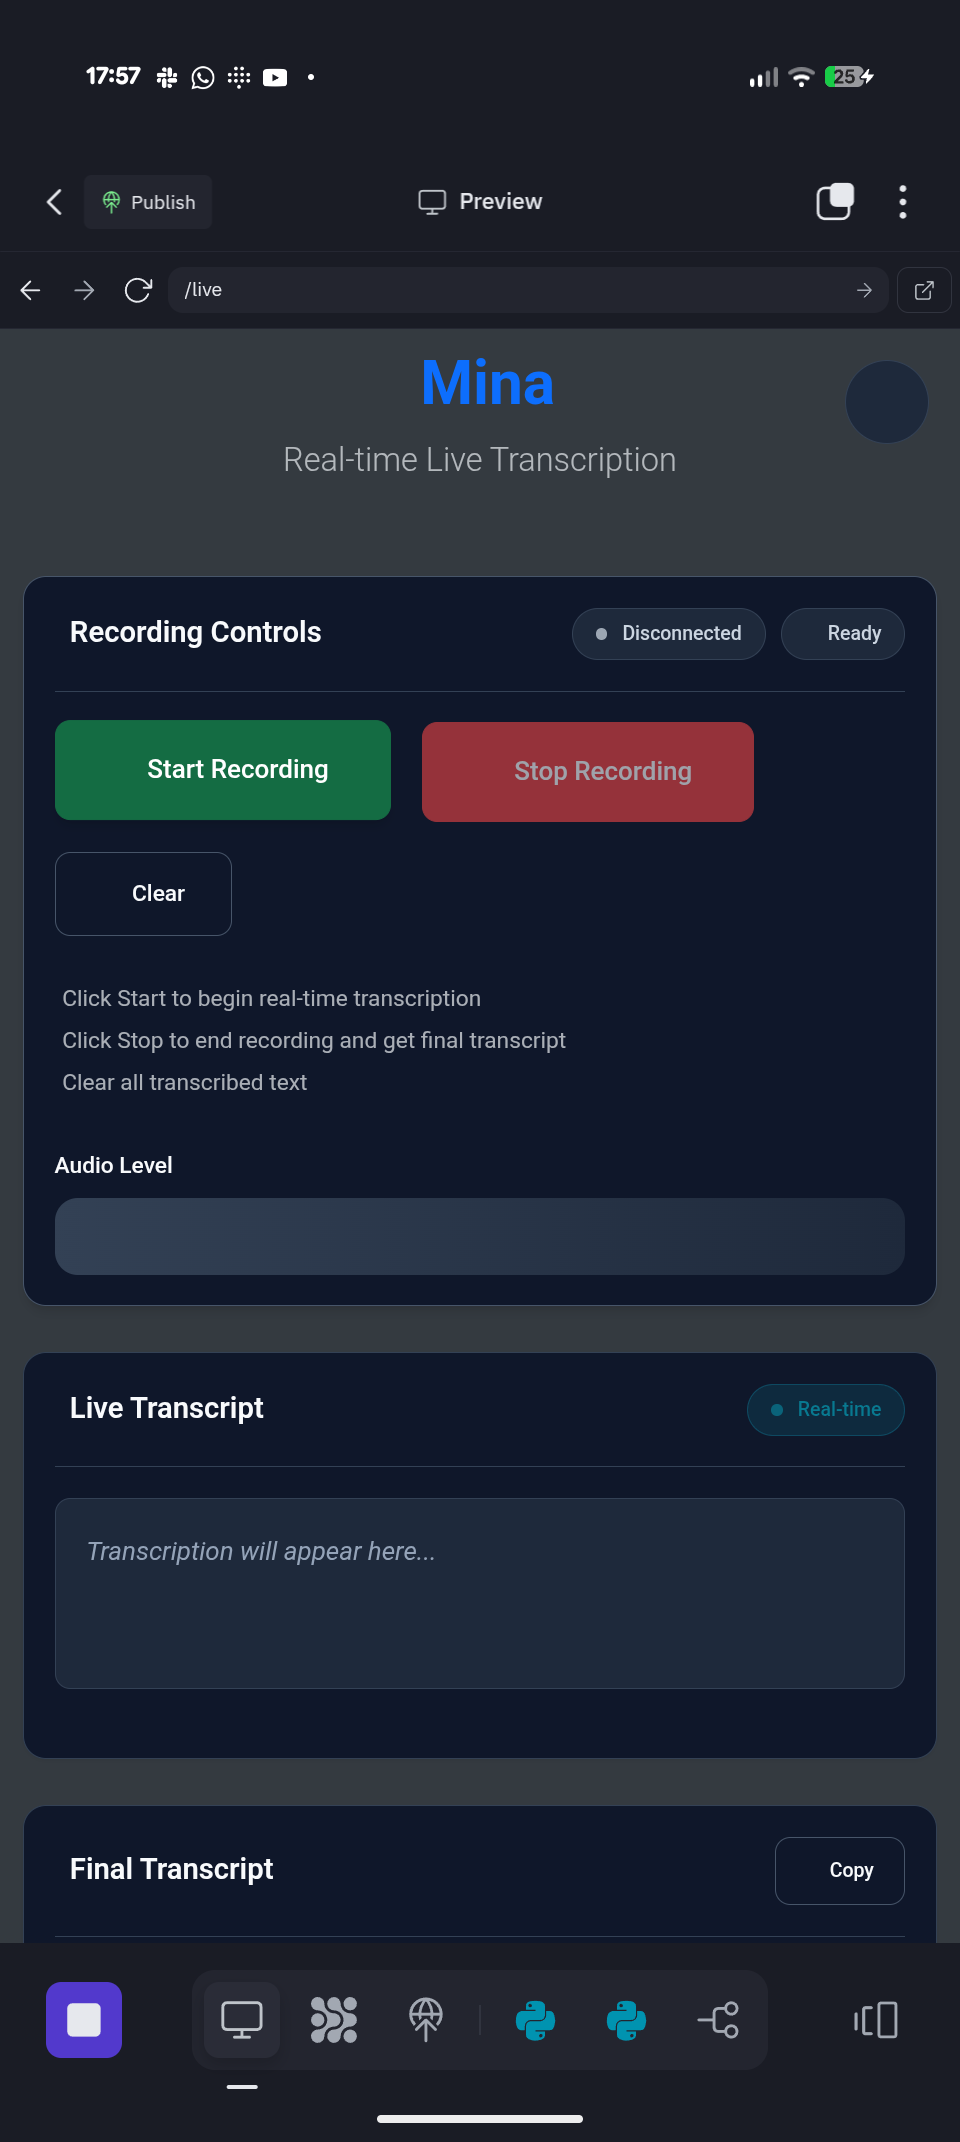 17:57
25
Publish
Preview
/live
Mina
Real-time Live Transcription
Recording Controls
Disconnected
Ready
Start Recording
Stop Recording
Clear
Click Start to begin real-time transcription
Click Stop to end recording and get final transcript
Clear all transcribed text
Audio Level
Live Transcript
Real-time
Transcription will appear here...
Final Transcript
Copy